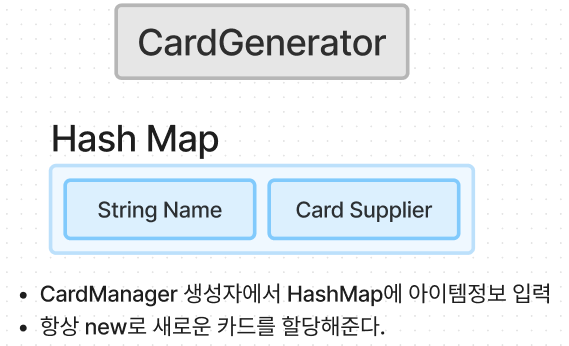 CardGenerator
Hash Map
String Name
Card Supplier
• CardManager 생성자에서 HashMap에 아이템정보 입력
• 항상 new로 새로운 카드를 할당해준다.